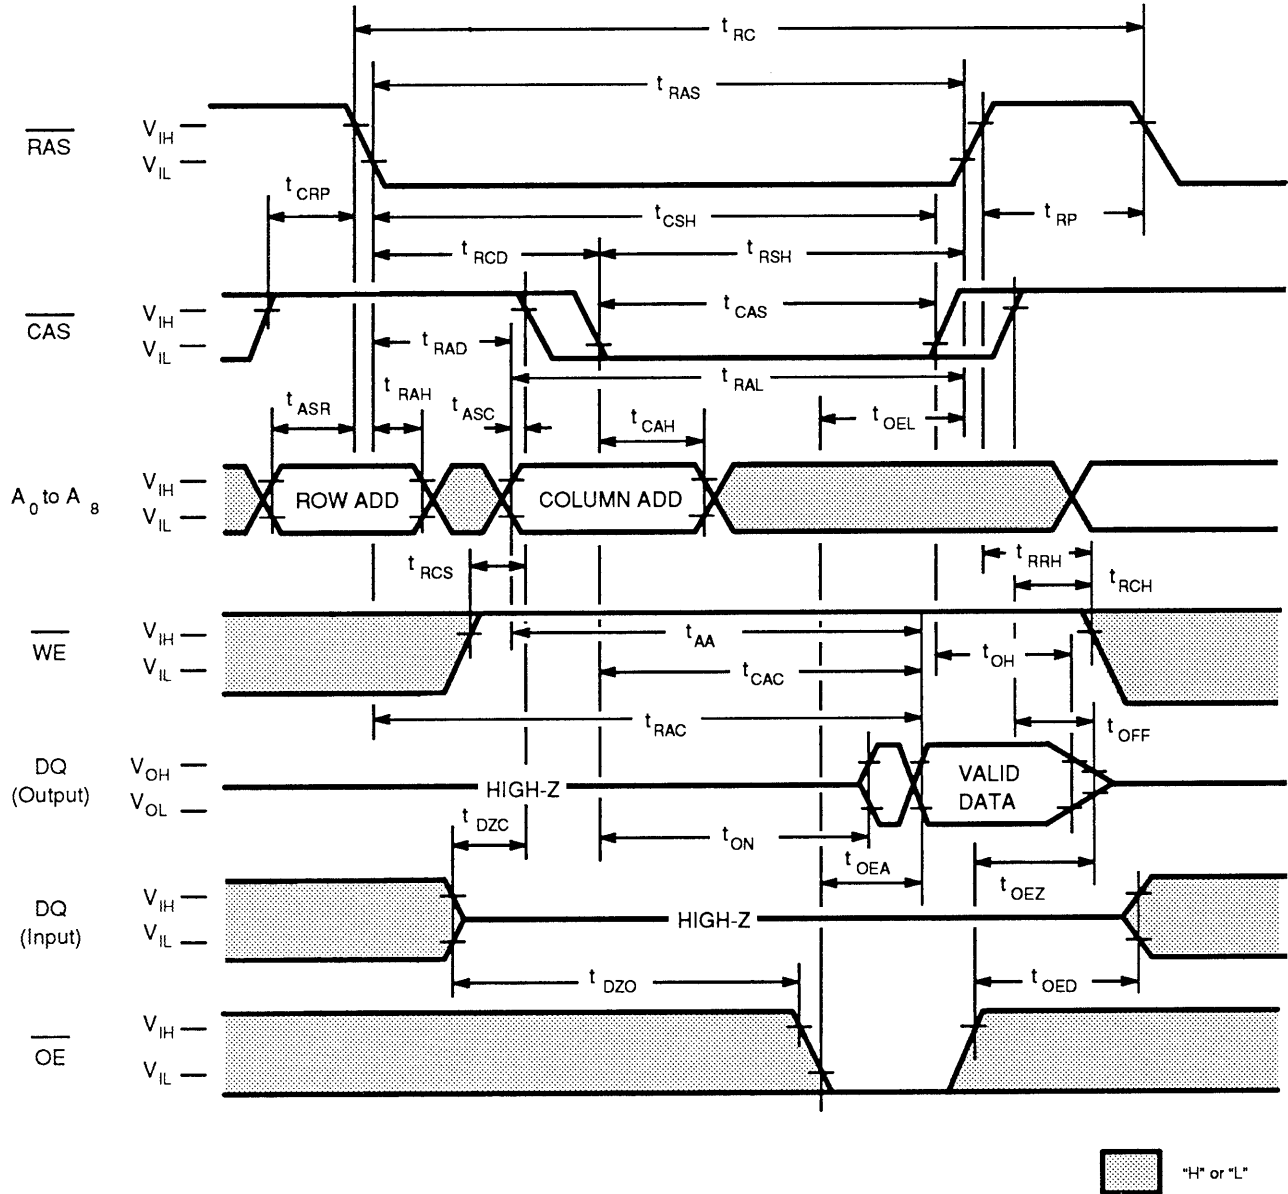 t RC
t RAS
RAS
V IH
V IL
t CRP
t CSH
t RP
t RCD
t RSH
CAS
V IH
V IL
t CAS
t RAD
t RAL
t ASR
t RAH
t ASC
t CAH
t OEL
A 0 to A 8
V IH
V IL
ROW ADD
COLUMN ADD
t RCS
t RRH
t RCH
WE
V IH
V IL
t AA
t OH
t CAC
t RAC
t OFF
DQ
(Output)
V OH
V OL
HIGH-Z
VALID
DATA
t DZC
t ON
t OEA
t OEZ
DQ
(Input)
V IH
V IL
HIGH-Z
t DZO
t OED
OE
V IH
V IL
"H" or "L"